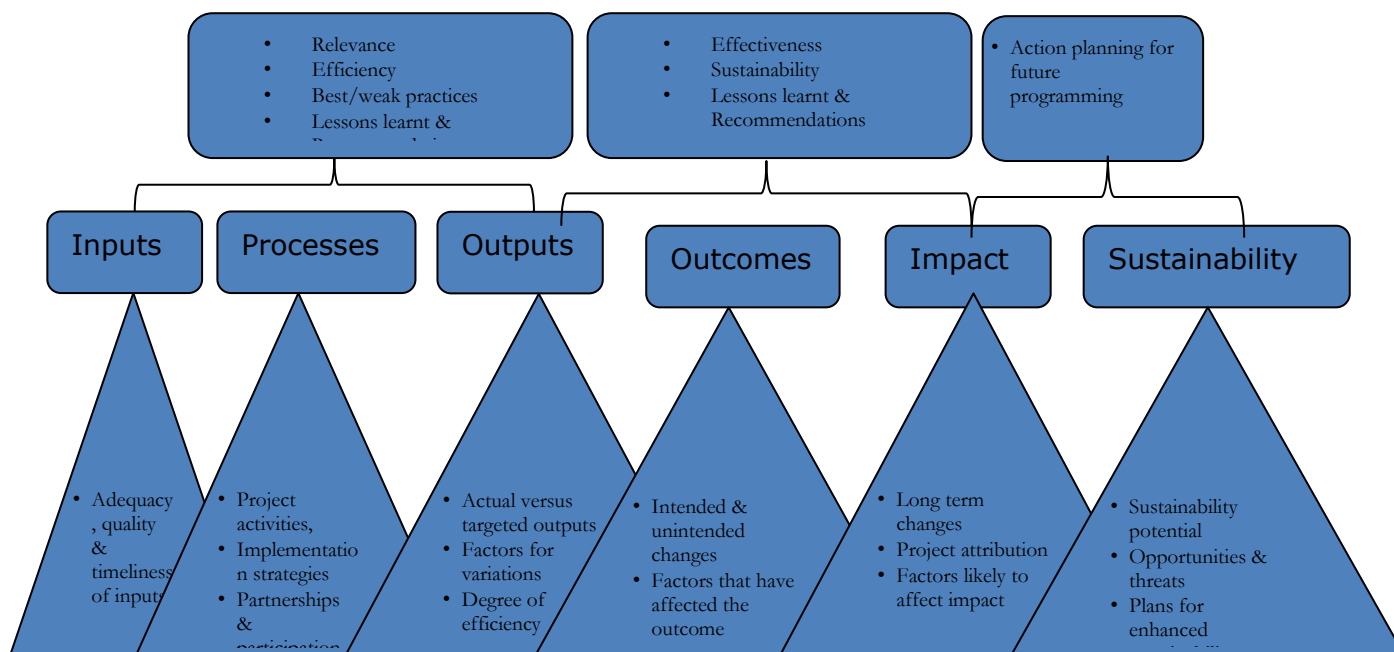 • Relevance
• Efficiency
• Best/weak practices
• Lessons learnt &
• Effectiveness
• Sustainability
• Lessons learnt &
Recommendations
• Action planning for
future
programming
Inputs
Processes
Outputs
Outcomes
Impact
Sustainability
• Adequacy
, quality
&
timeliness
of inputs
• Project
activities,
• Implementatio
n strategies
• Partnerships
&
participation
• Actual versus
targeted outputs
• Factors for
variations
• Degree of
efficiency
• Intended &
unintended
changes
• Factors that have
affected the
outcome
• Long term
changes
• Project attribution
• Factors likely to
affect impact
• Sustainability
potential
• Opportunities &
threats
• Plans for
enhanced